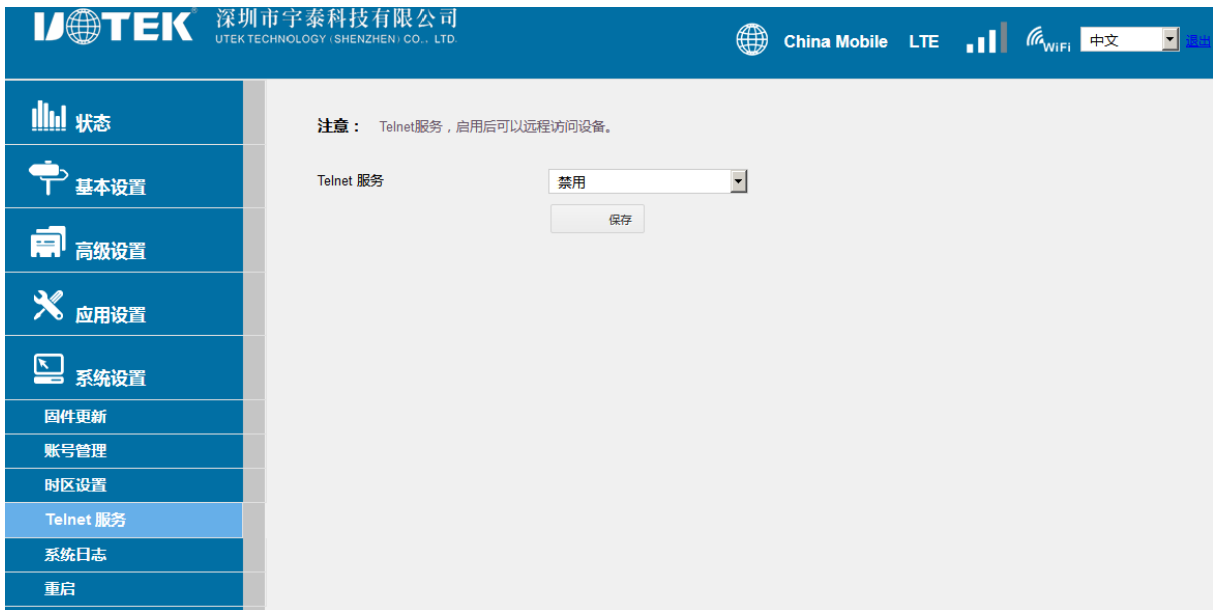 UOTEK®
深圳市宇泰科技有限公司
UTEK TECHNOLOGY (SHENZHEN) CO., LTD.
China Mobile LTE WiFi 中文 退出
状态
基本设置
高级设置
应用设置
系统设置
固件更新
账号管理
时区设置
Telnet 服务
系统日志
重启
注意： Telnet服务，启用后可以远程访问设备。
Telnet 服务 禁用
保存